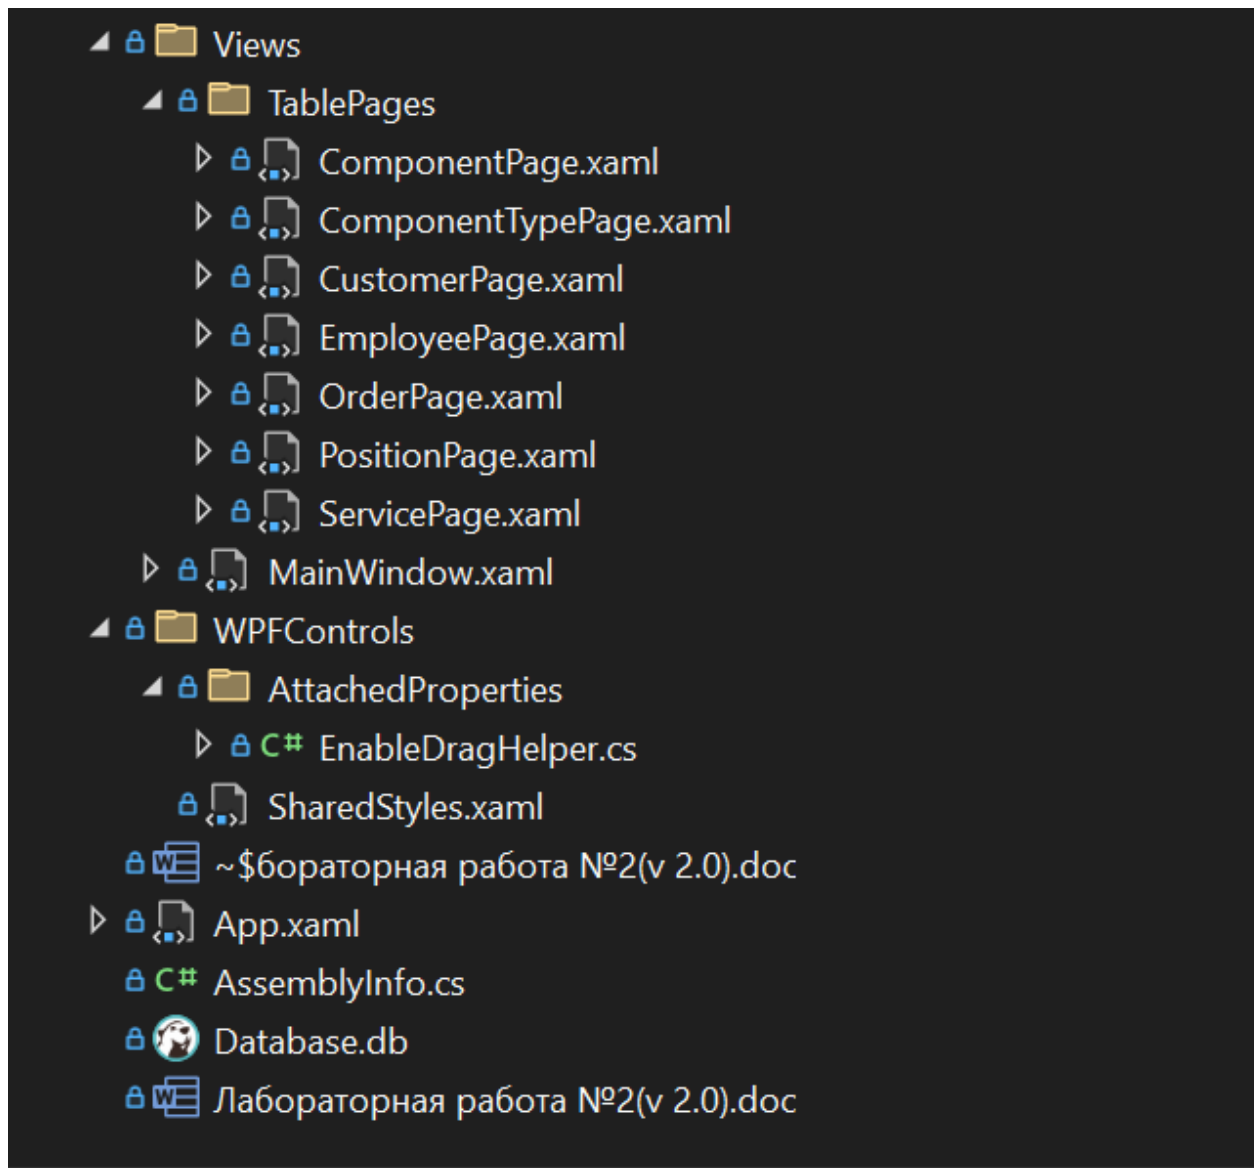 Views
TablePages
ComponentPage.xaml
ComponentTypePage.xaml
CustomerPage.xaml
EmployeePage.xaml
OrderPage.xaml
PositionPage.xaml
ServicePage.xaml
MainWindow.xaml
WPFControls
AttachedProperties
C# EnableDragHelper.cs
SharedStyles.xaml
~$бораторная работа №2(v 2.0).doc
App.xaml
C# AssemblyInfo.cs
Database.db
Лабораторная работа №2(v 2.0).doc